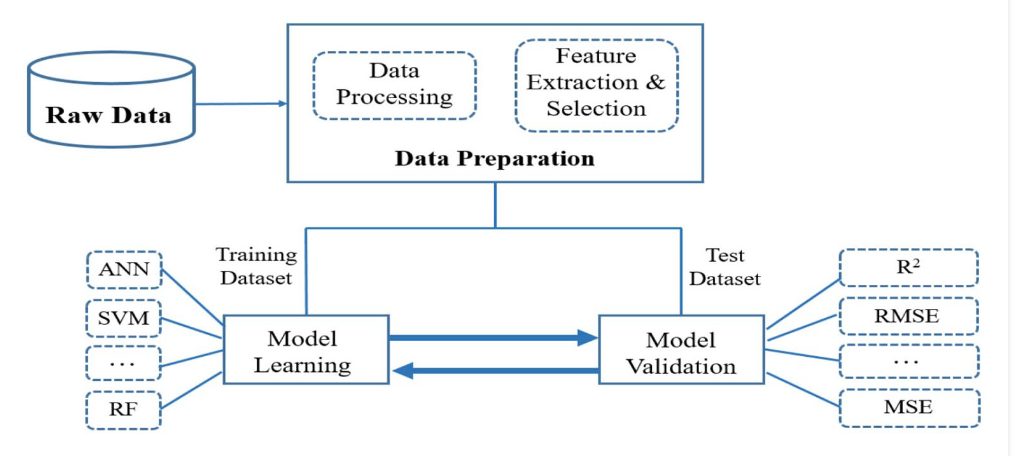 Raw Data
Data
Processing
Feature
Extraction &
Selection
Data Preparation
Training
Dataset
Test
Dataset
ANN
SVM
...
RF
Model
Learning
Model
Validation
R²
RMSE
...
MSE